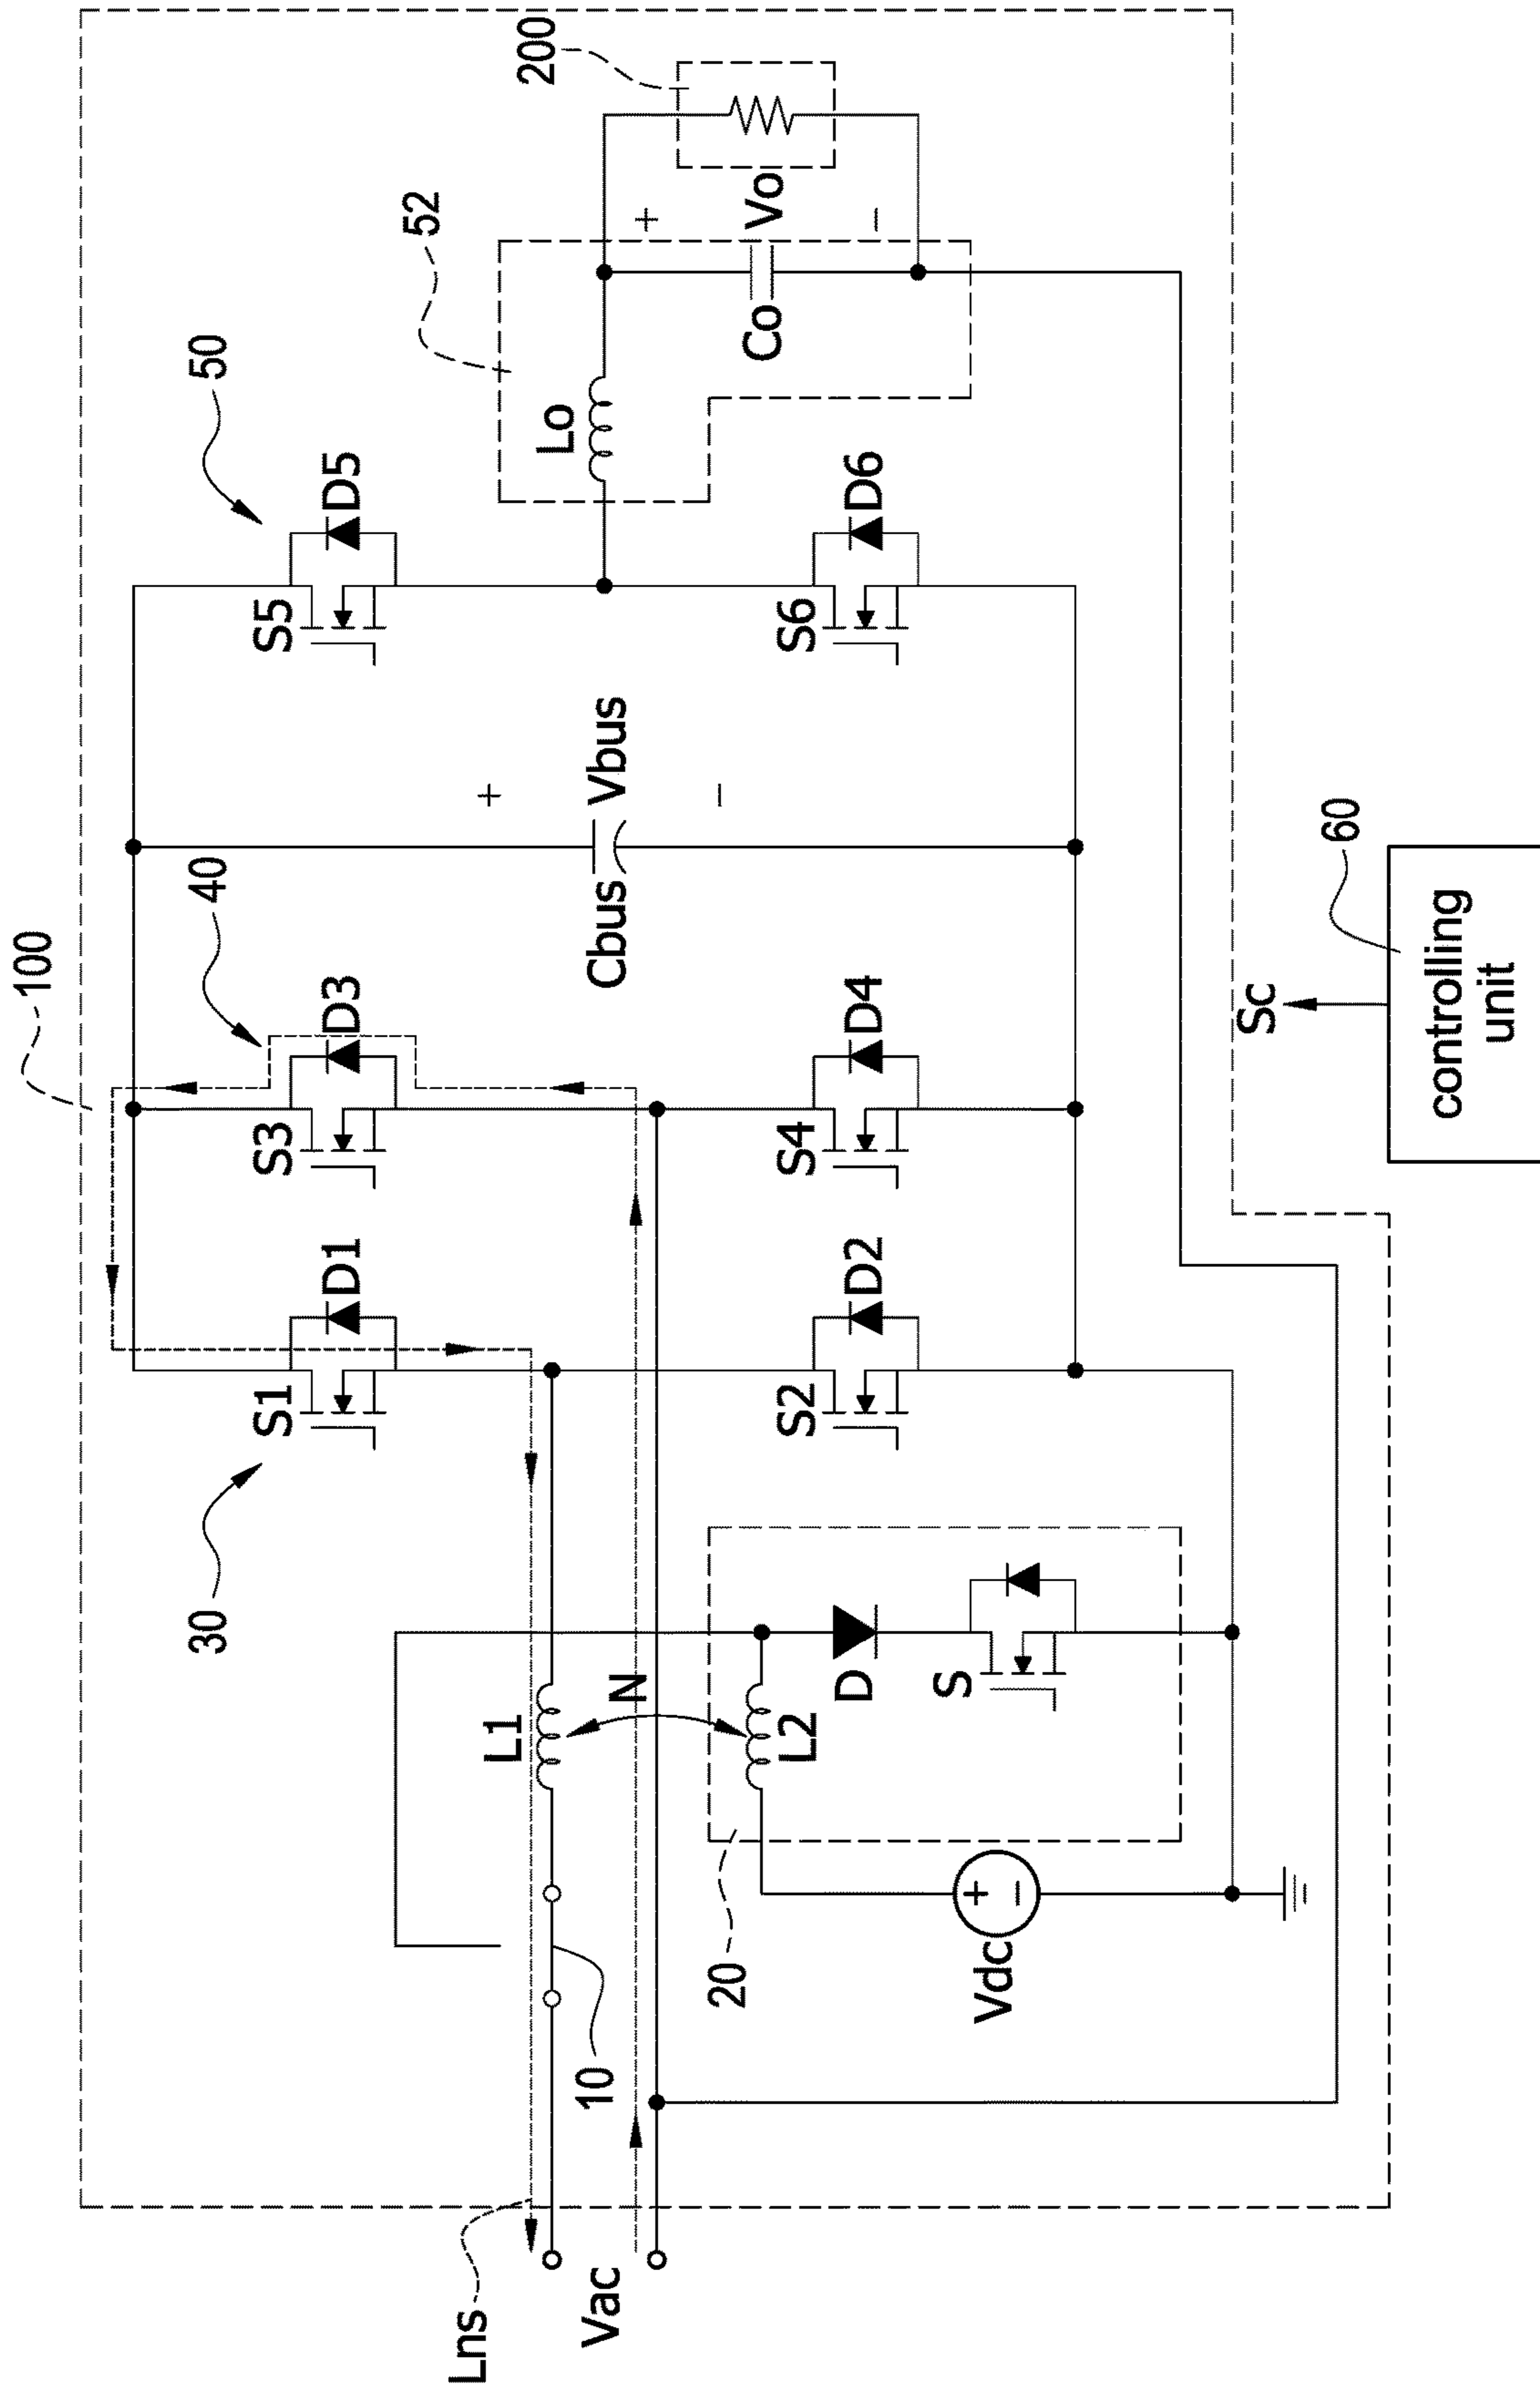 100
30
40
50
52
200
S1
D1
S3
D3
S5
D5
Lns
Vac
10
L1
N
L2
20
Vdc
+
−
D
S
S2
D2
S4
D4
S6
D6
Cbus
Vbus
+
−
Lo
Co
Vo
+
−
Sc
60
controlling
unit